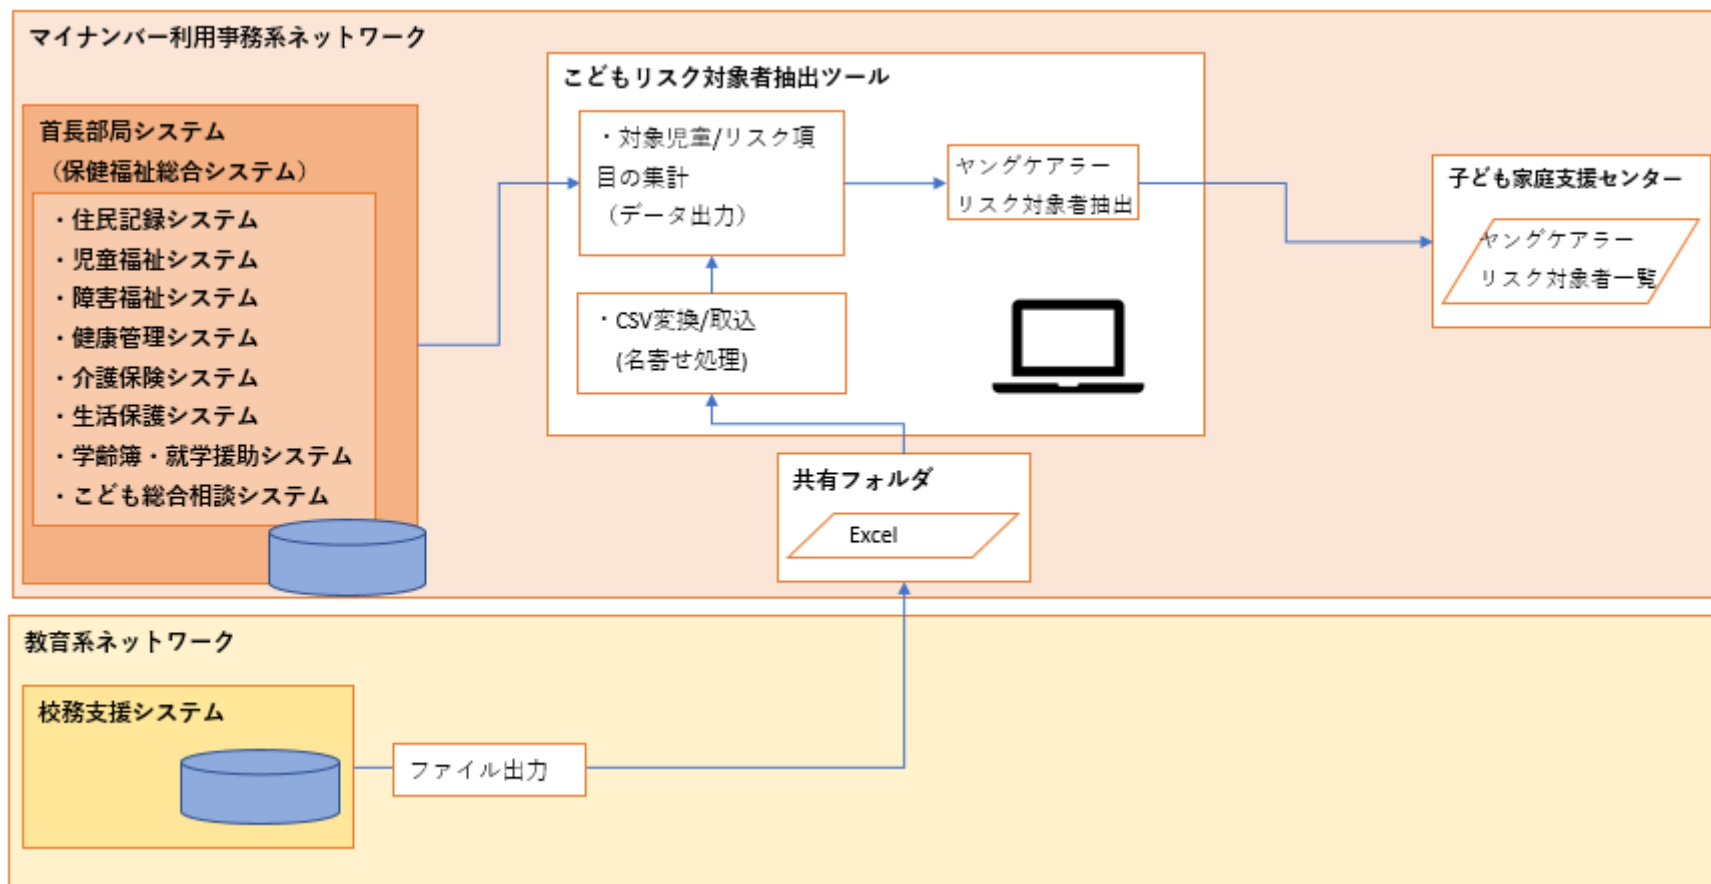 マイナンバー利用事務系ネットワーク
首長部局システム
（保健福祉総合システム）
・住民記録システム
・児童福祉システム
・障害福祉システム
・健康管理システム
・介護保険システム
・生活保護システム
・学齢簿・就学援助システム
・こども総合相談システム
こどもリスク対象者抽出ツール
・対象児童/リスク項
目の集計
（データ出力）
ヤングケアラー
リスク対象者抽出
・CSV変換/取込
(名寄せ処理)
子ども家庭支援センター
ヤングケアラー
リスク対象者一覧
共有フォルダ
Excel
教育系ネットワーク
校務支援システム
ファイル出力